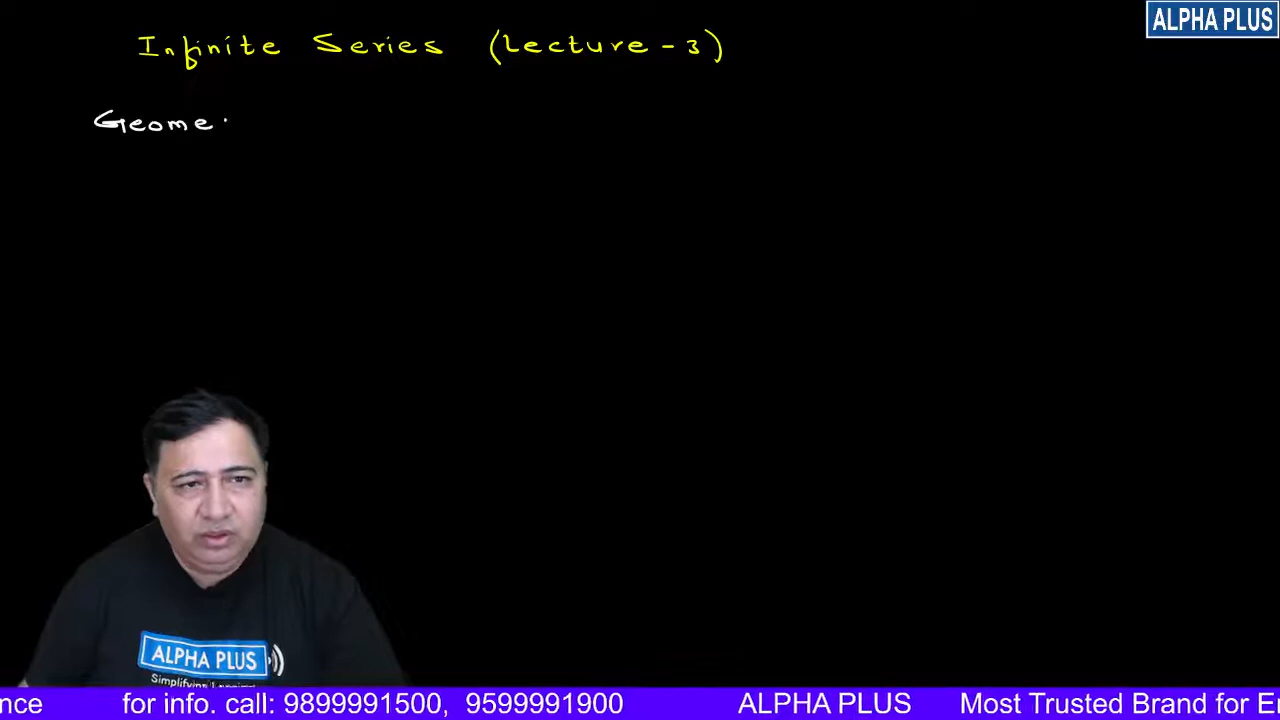 ALPHA PLUS
Infinite Series (Lecture - 3)
Geome
ALPHA PLUS
for info. call: 9899991500, 9599991900 ALPHA PLUS Most Trusted Brand for